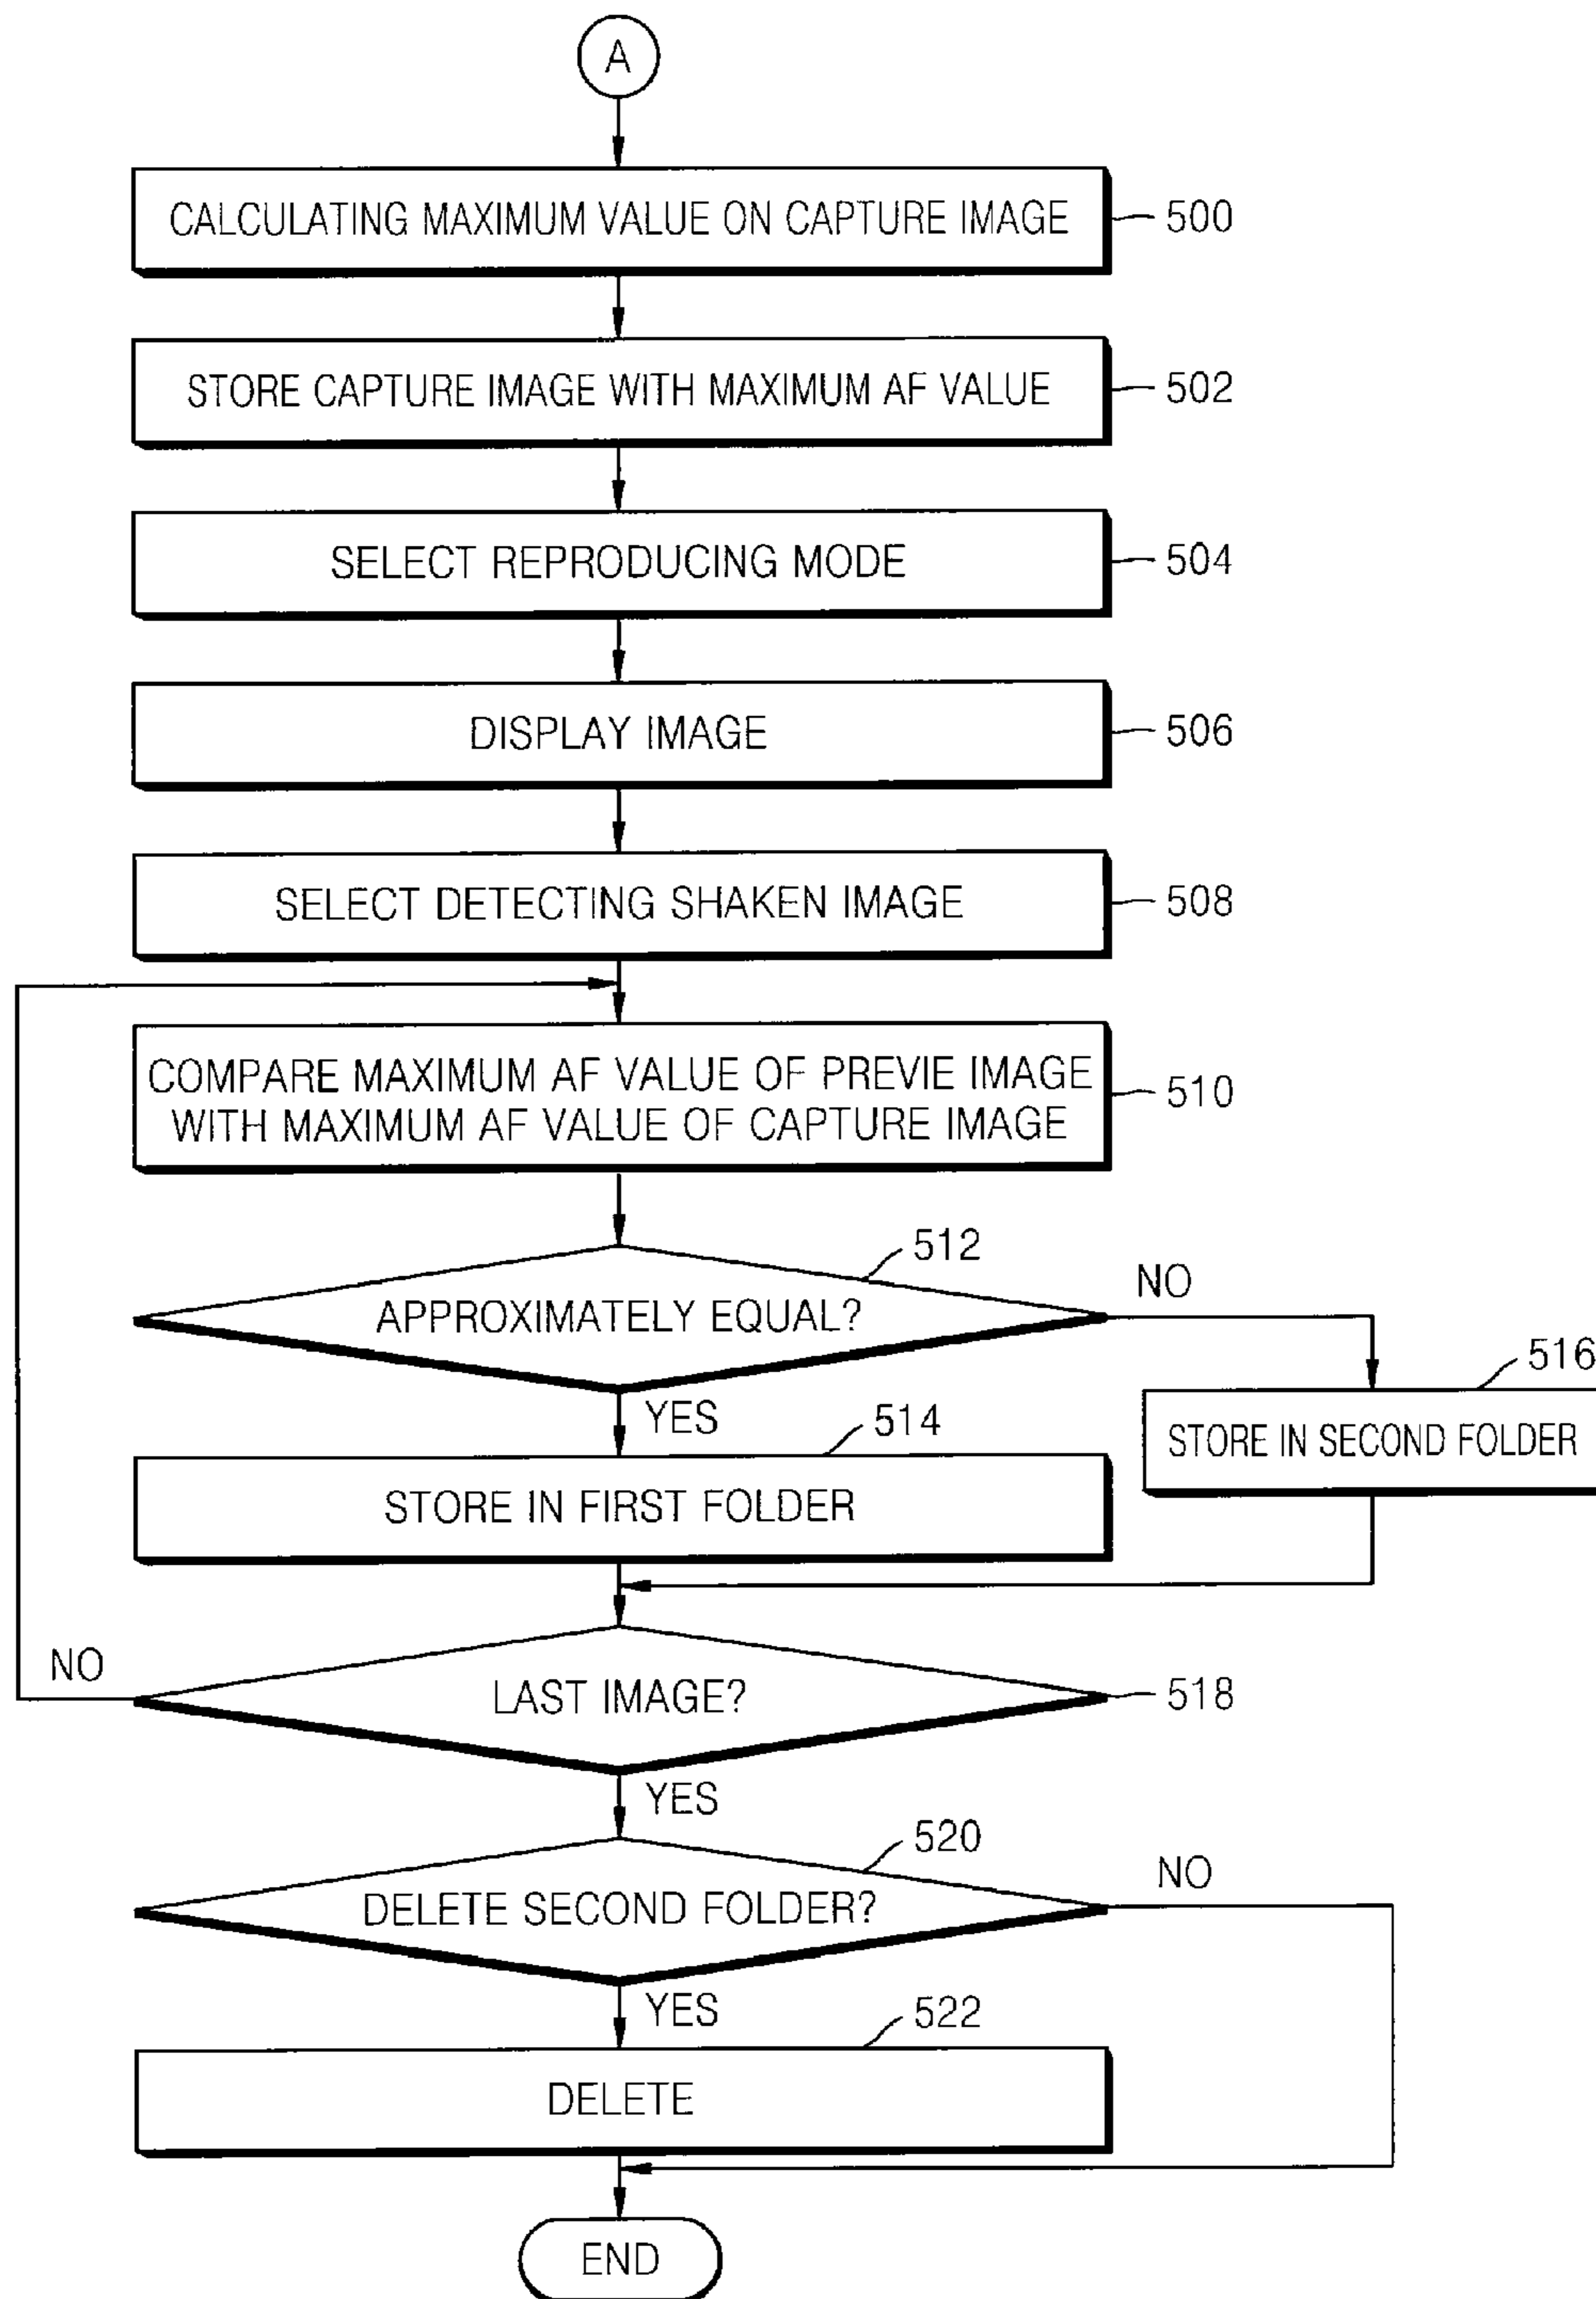 A
CALCULATING MAXIMUM VALUE ON CAPTURE IMAGE
500
STORE CAPTURE IMAGE WITH MAXIMUM AF VALUE
502
SELECT REPRODUCING MODE
504
DISPLAY IMAGE
506
SELECT DETECTING SHAKEN IMAGE
508
COMPARE MAXIMUM AF VALUE OF PREVIE IMAGE
WITH MAXIMUM AF VALUE OF CAPTURE IMAGE
510
512
APPROXIMATELY EQUAL?
NO
516
STORE IN SECOND FOLDER
YES
514
STORE IN FIRST FOLDER
NO
LAST IMAGE?
518
YES
520
DELETE SECOND FOLDER?
NO
YES
522
DELETE
END